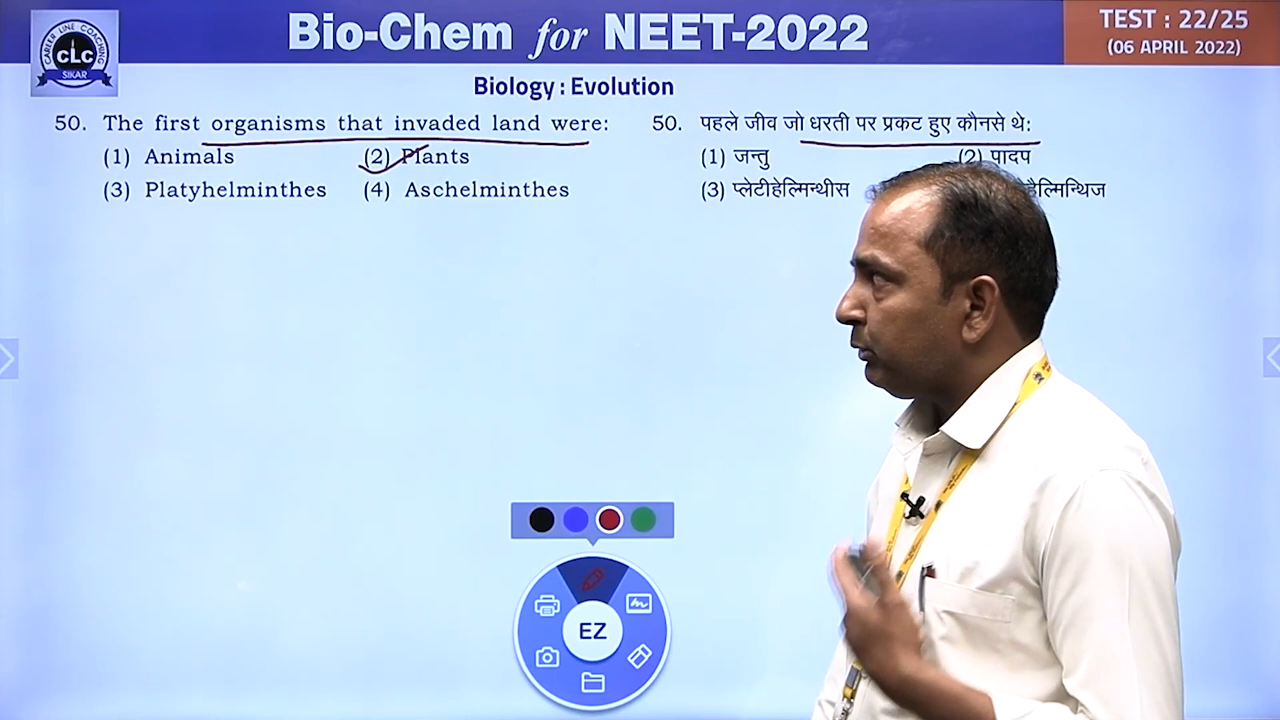 CAREER LINE COACHING
CLC
SIKAR
Bio-Chem for NEET-2022
TEST : 22/25
(06 APRIL 2022)
Biology : Evolution
50. The first organisms that invaded land were:
(1) Animals (2) Plants
(3) Platyhelminthes (4) Aschelminthes
50. पहले जीव जो धरती पर प्रकट हुए कौनसे थे:
(1) जन्तु (2) पादप
(3) प्लेटीहेल्मिन्थीस
EZ